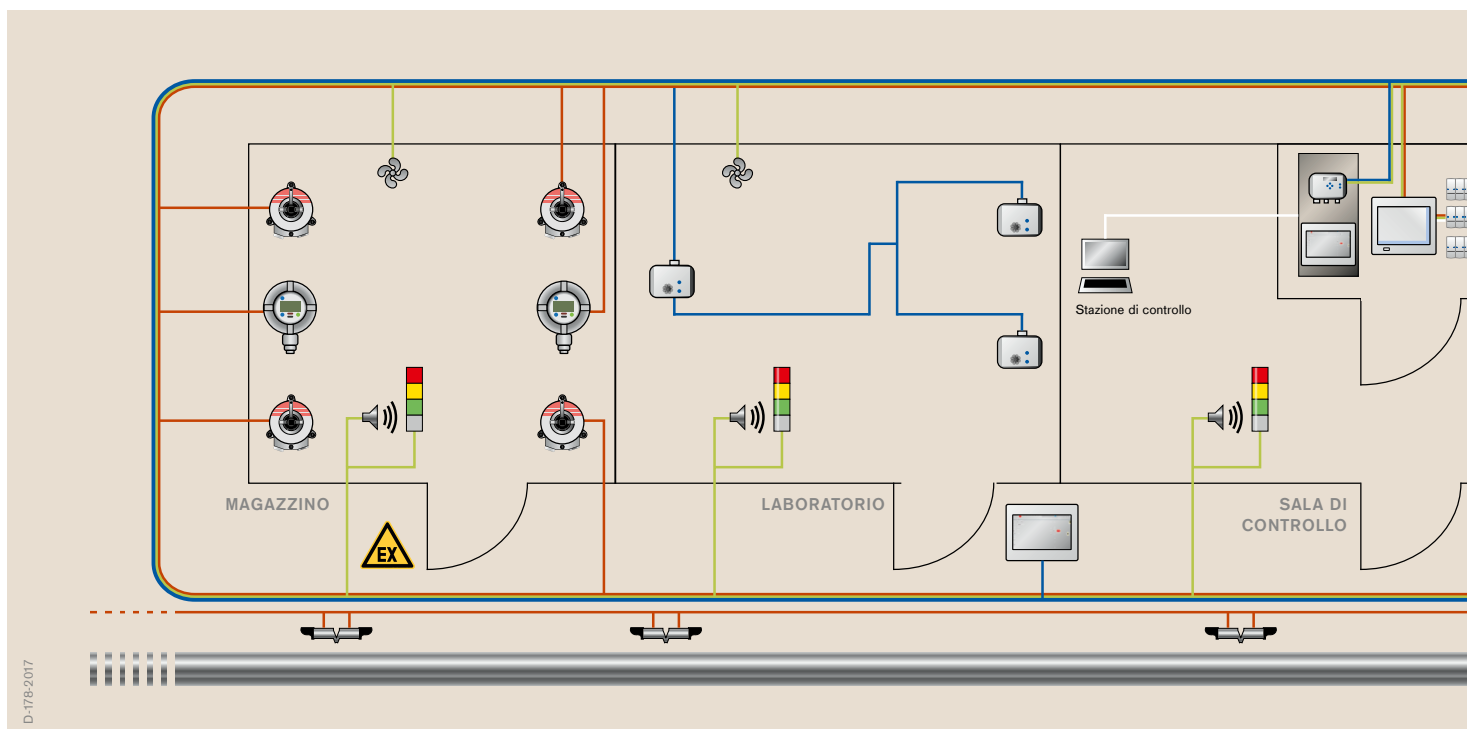 Stazione di controllo
MAGAZZINO
LABORATORIO
SALA DI
CONTROLLO
EX
D-178-2017